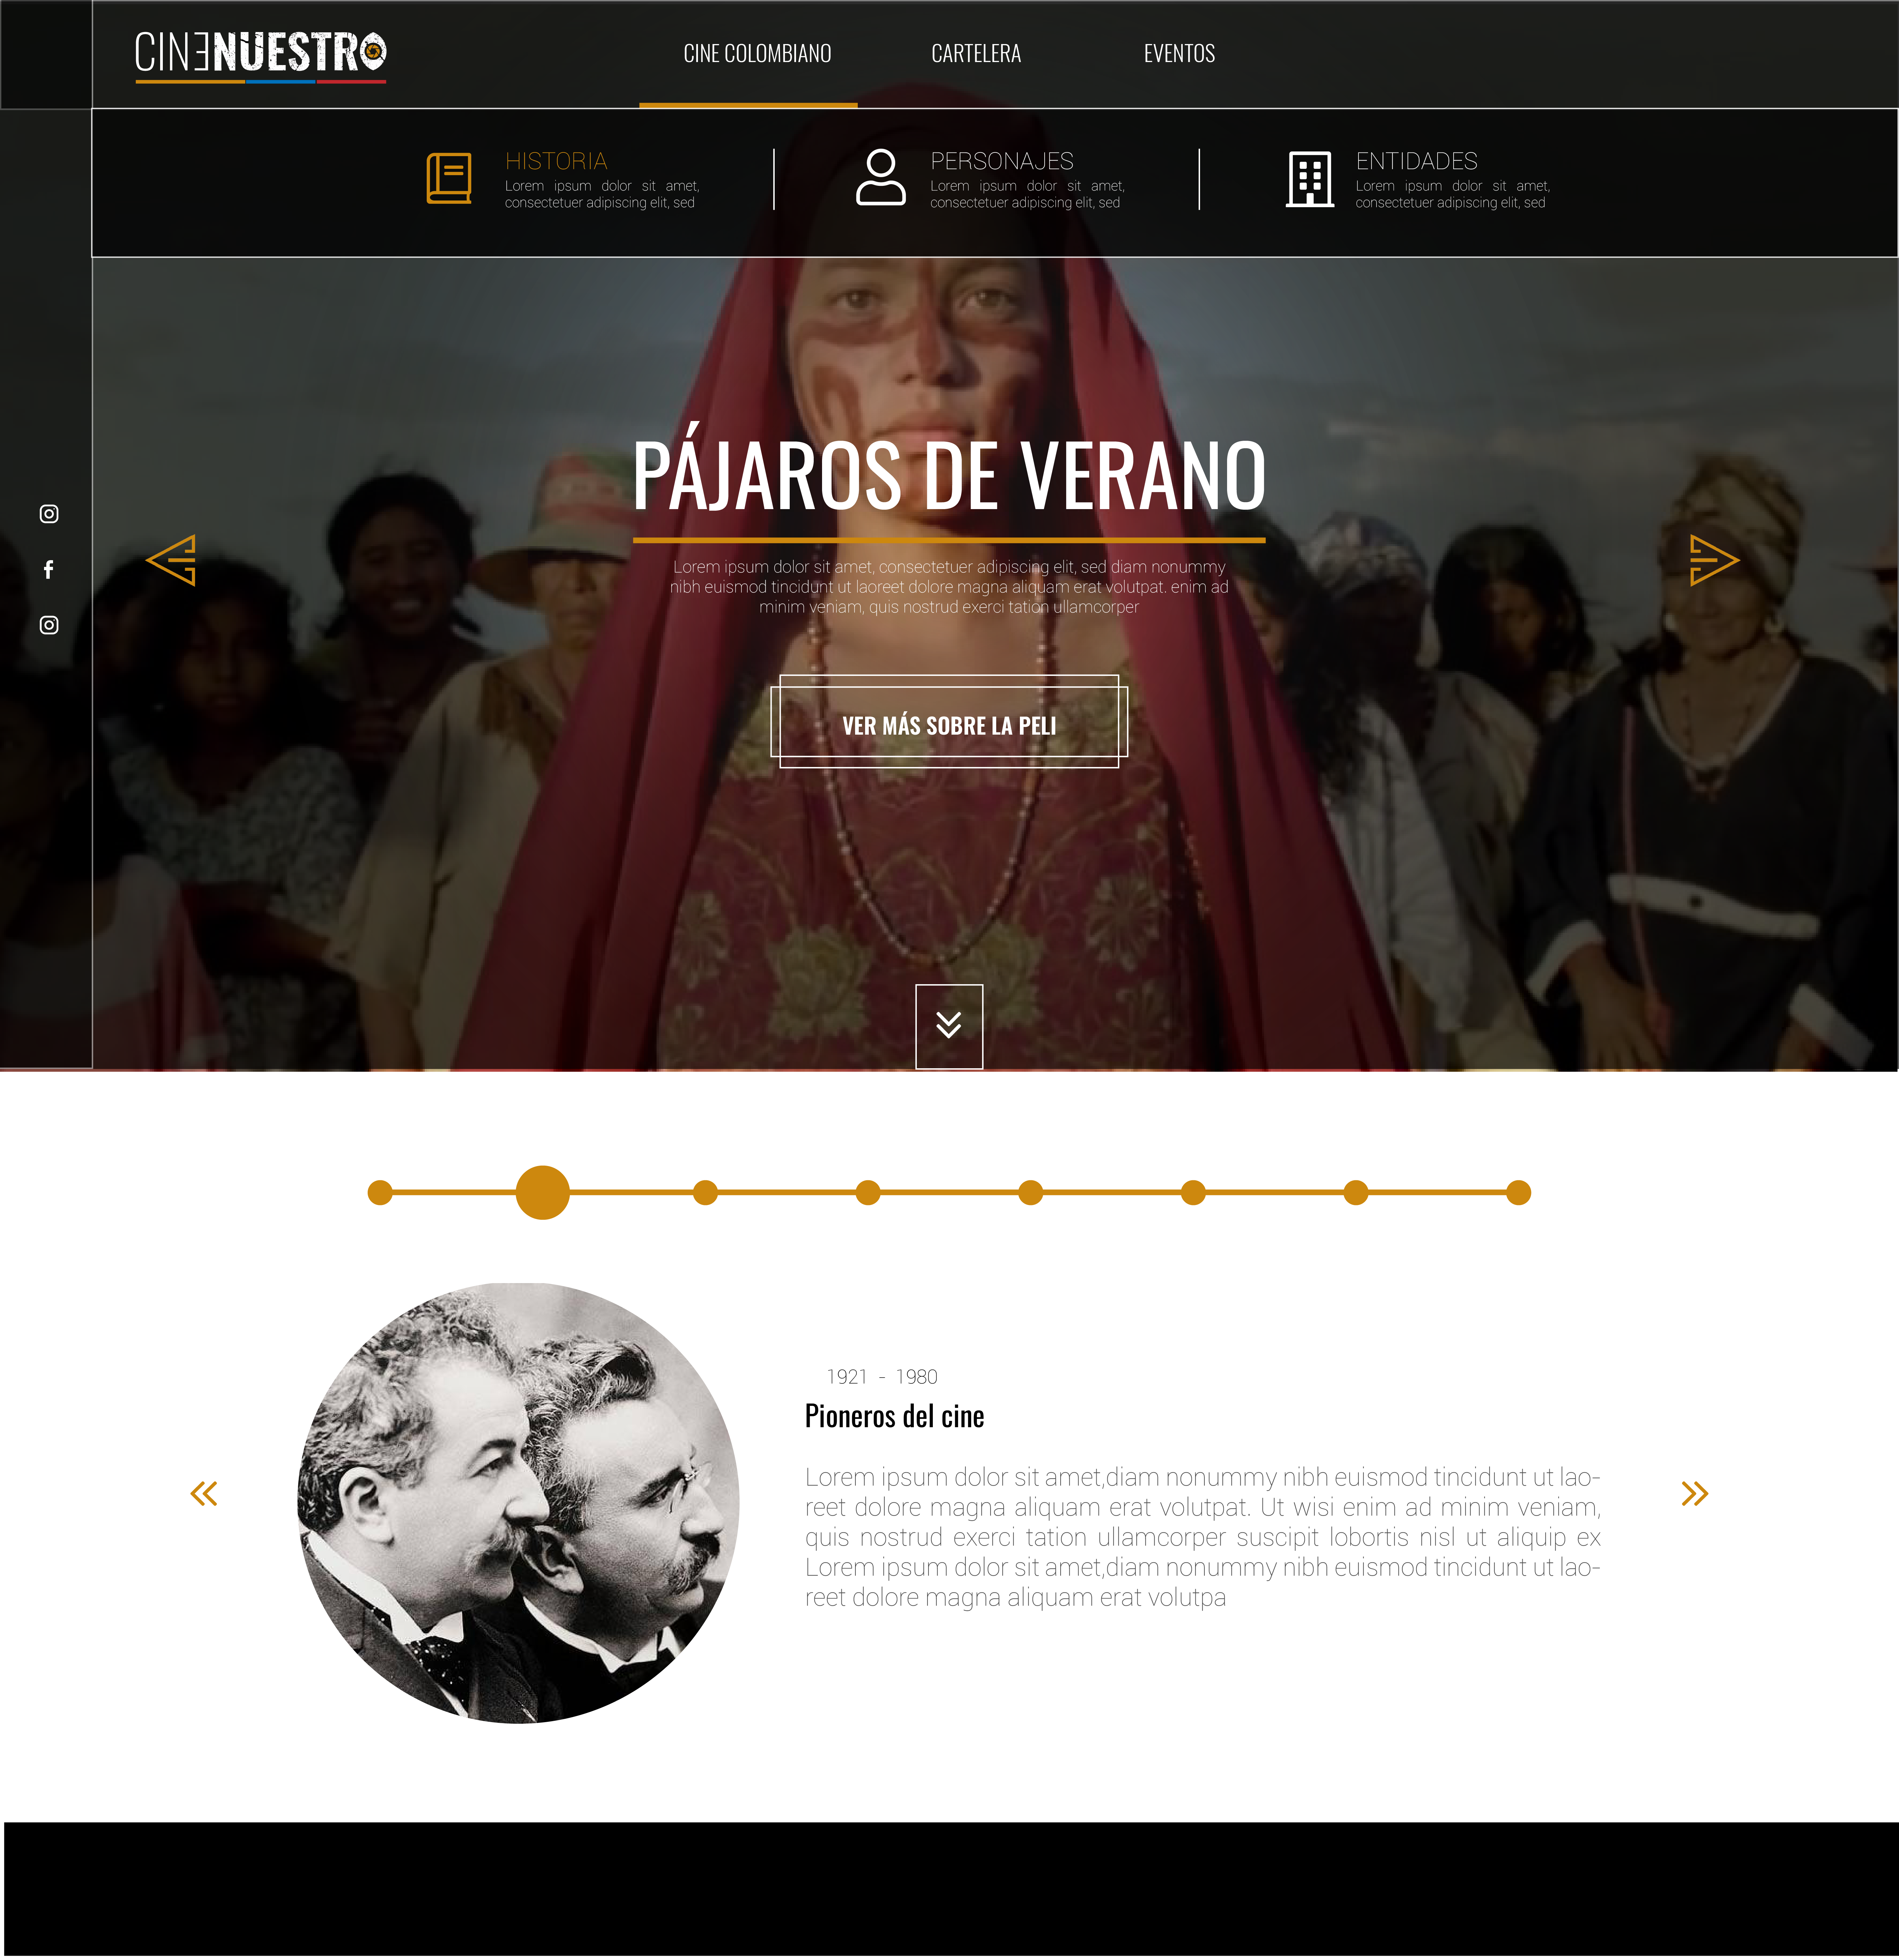 CINENUESTRO
CINE COLOMBIANO
CARTELERA
EVENTOS
HISTORIA
Lorem ipsum dolor sit amet,
consectetuer adipiscing elit, sed
PERSONAJES
Lorem ipsum dolor sit amet,
consectetuer adipiscing elit, sed
ENTIDADES
Lorem ipsum dolor sit amet,
consectetuer adipiscing elit, sed
PÁJAROS DE VERANO
Lorem ipsum dolor sit amet, consectetuer adipiscing elit, sed diam nonummy
nibh euismod tincidunt ut laoreet dolore magna aliquam erat volutpat. enim ad
minim veniam, quis nostrud exerci tation ullamcorper
VER MÁS SOBRE LA PELI
1921 - 1980
Pioneros del cine
Lorem ipsum dolor sit amet,diam nonummy nibh euismod tincidunt ut lao-
reet dolore magna aliquam erat volutpat. Ut wisi enim ad minim veniam,
quis nostrud exerci tation ullamcorper suscipit lobortis nisl ut aliquip ex
Lorem ipsum dolor sit amet,diam nonummy nibh euismod tincidunt ut lao-
reet dolore magna aliquam erat volutpa